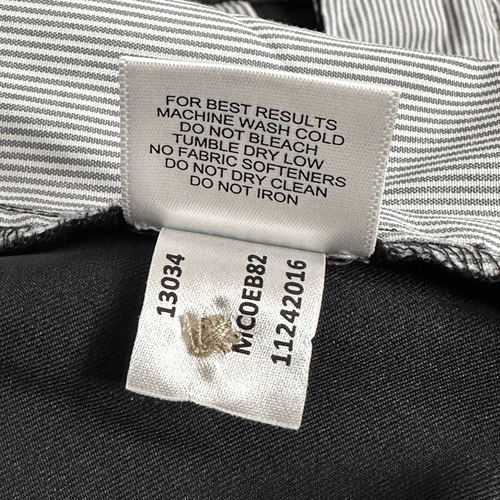 FOR BEST RESULTS
MACHINE WASH COLD
DO NOT BLEACH
TUMBLE DRY LOW
NO FABRIC SOFTENERS
DO NOT DRY CLEAN
DO NOT IRON
13034
MC0EB82
11242016